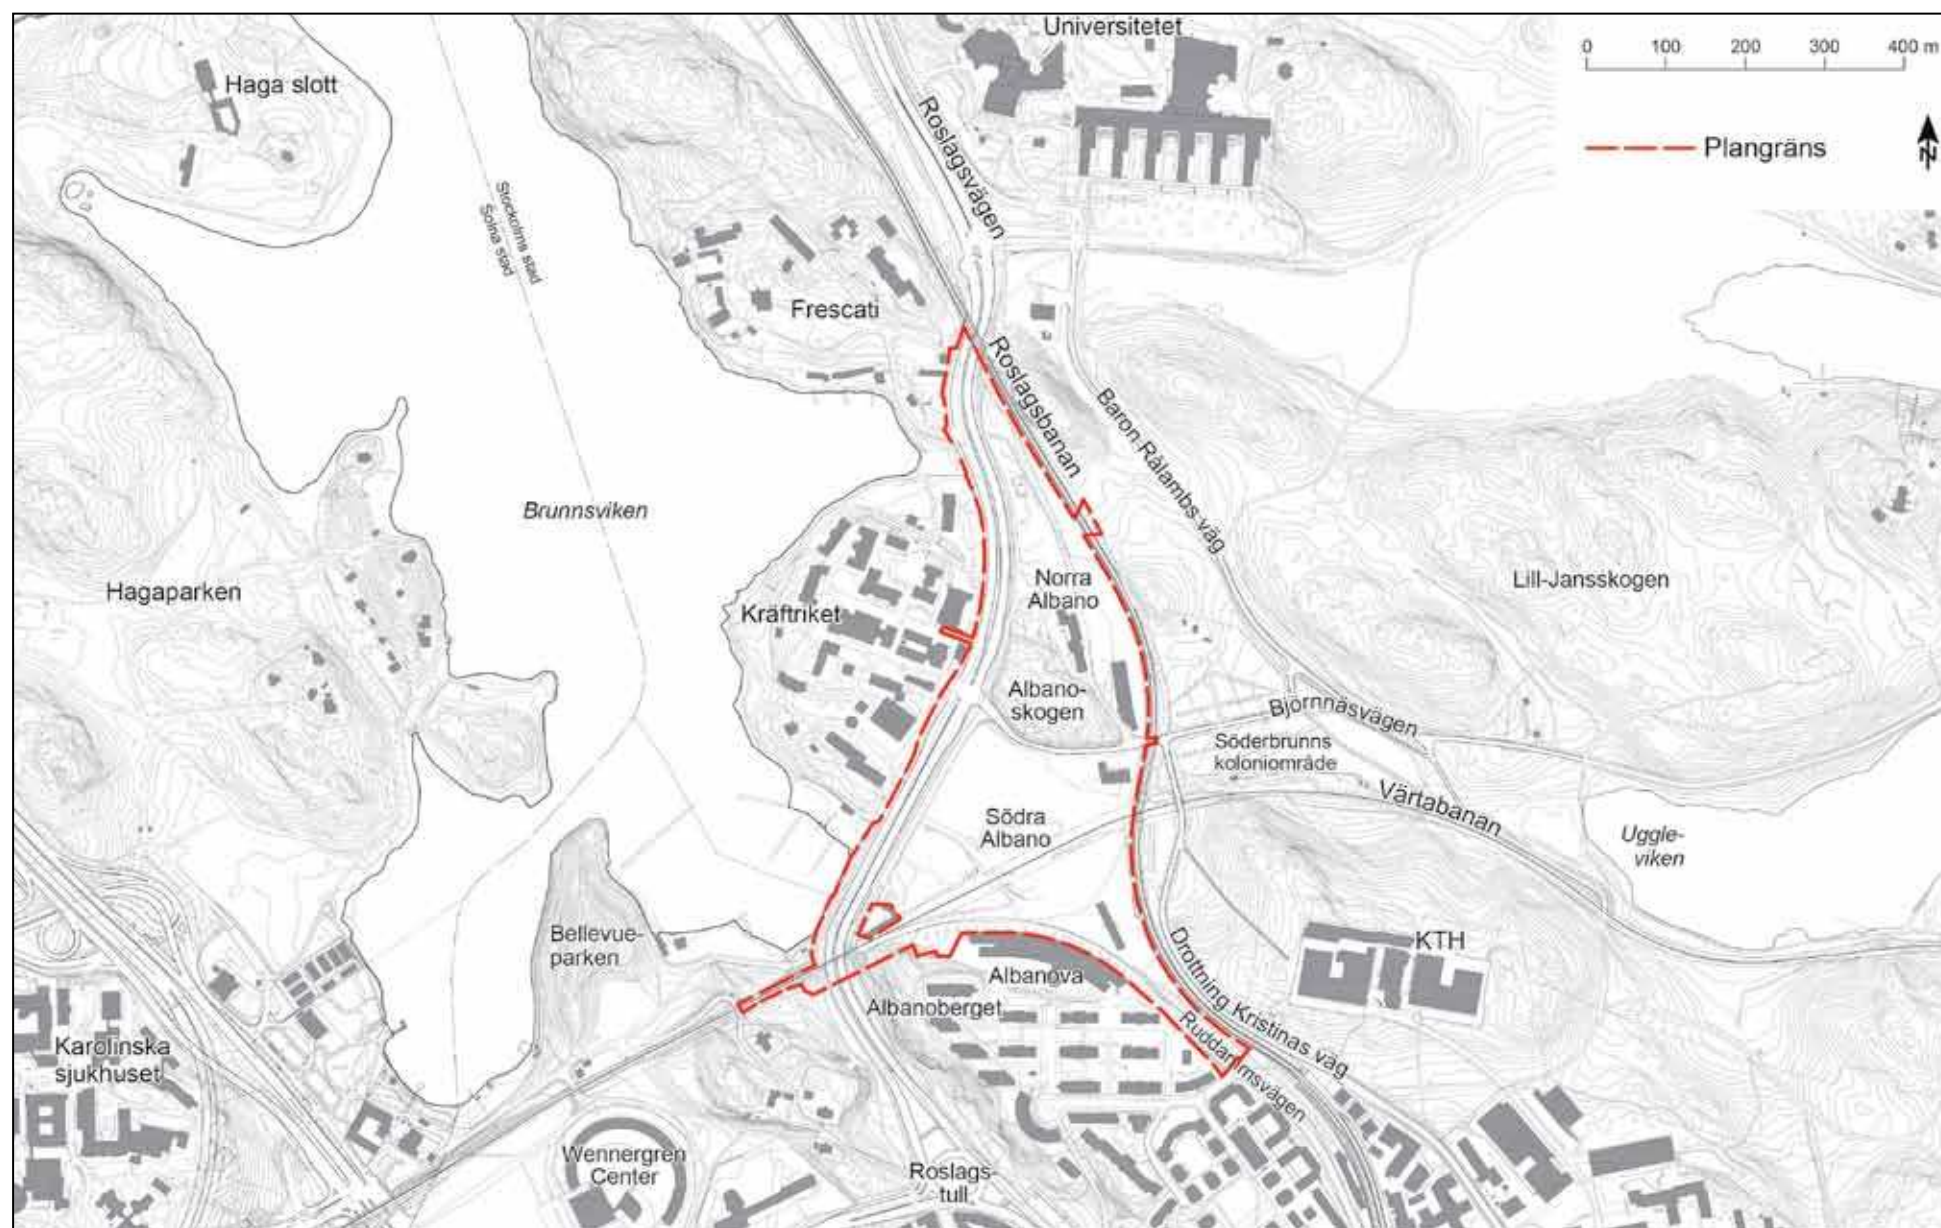 Universitetet
0 100 200 300 400 m
Haga slott
Roslagsvägen
Plangräns
N
Stockholms stad
Solna stad
Frescati
Roslagsbanan
Baron Rålambs väg
Brunnsviken
Hagaparken
Norra
Albano
Lill-Jansskogen
Kräftriket
Albano-
skogen
Björnnäsvägen
Söderbrunns
koloniområde
Värtabanan
Södra
Albano
Uggle-
viken
Bellevue-
parken
KTH
Albanova
Albanoberget
Drottning Kristinas väg
Ruddammsvägen
Karolinska
sjukhuset
Wennergren
Center
Roslags-
tull